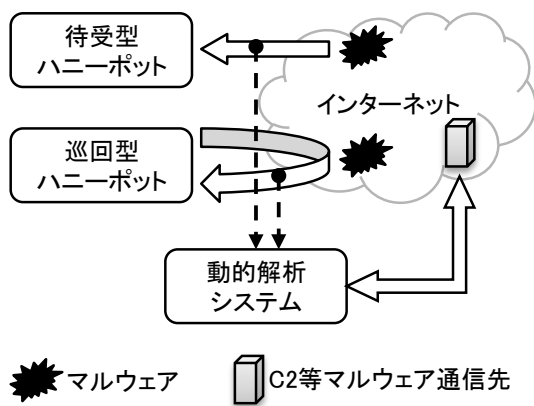 待受型
ハニーポット
インターネット
巡回型
ハニーポット
動的解析
システム
マルウェア
C2等マルウェア通信先